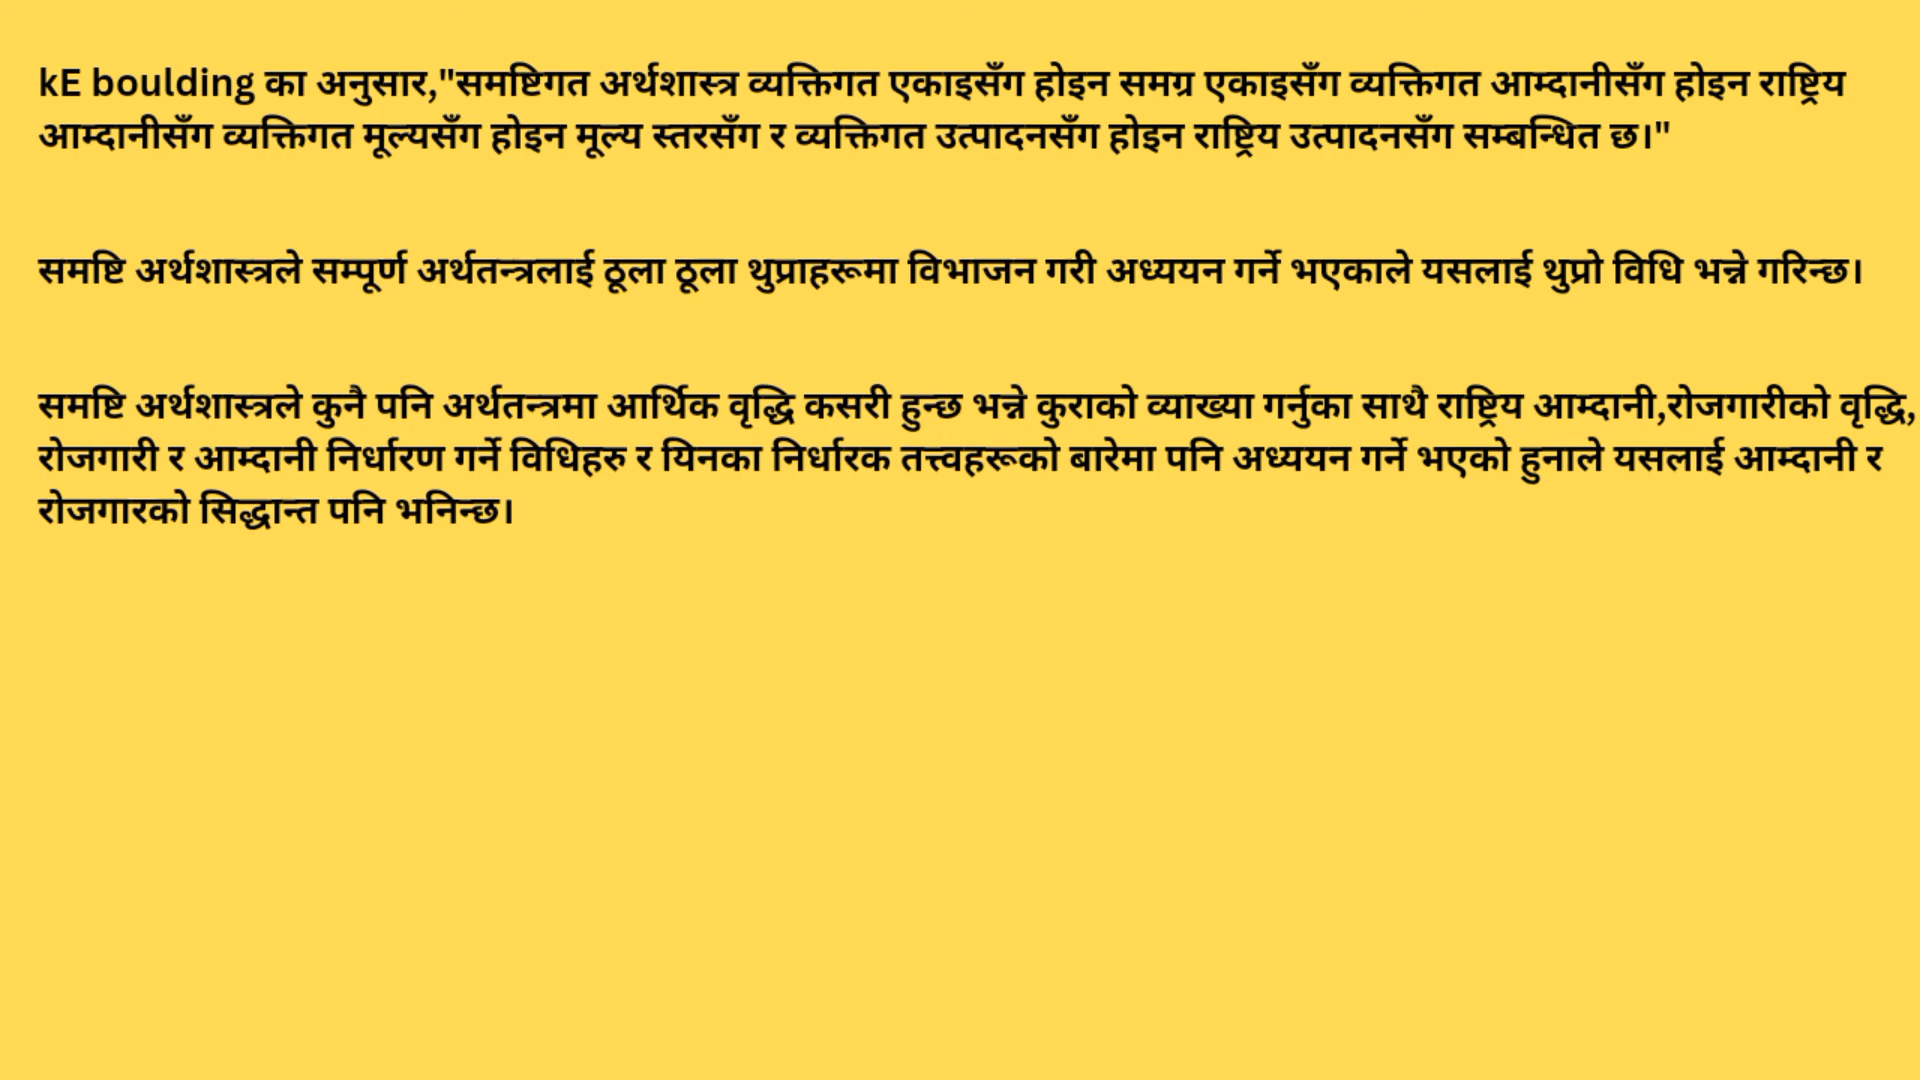 kE boulding का अनुसार,"समष्टिगत अर्थशास्त्र व्यक्तिगत एकाइसँग होइन समग्र एकाइसँग व्यक्तिगत आम्दानीसँग होइन राष्ट्रिय
आम्दानीसँग व्यक्तिगत मूल्यसँग होइन मूल्य स्तरसँग र व्यक्तिगत उत्पादनसँग होइन राष्ट्रिय उत्पादनसँग सम्बन्धित छ।"
समष्टि अर्थशास्त्रले सम्पूर्ण अर्थतन्त्रलाई ठूला ठूला थुप्राहरूमा विभाजन गरी अध्ययन गर्ने भएकाले यसलाई थुप्रो विधि भन्ने गरिन्छ।
समष्टि अर्थशास्त्रले कुनै पनि अर्थतन्त्रमा आर्थिक वृद्धि कसरी हुन्छ भन्ने कुराको व्याख्या गर्नुका साथै राष्ट्रिय आम्दानी,रोजगारीको वृद्धि,
रोजगारी र आम्दानी निर्धारण गर्ने विधिहरु र यिनका निर्धारक तत्त्वहरूको बारेमा पनि अध्ययन गर्ने भएको हुनाले यसलाई आम्दानी र
रोजगारको सिद्धान्त पनि भनिन्छ।